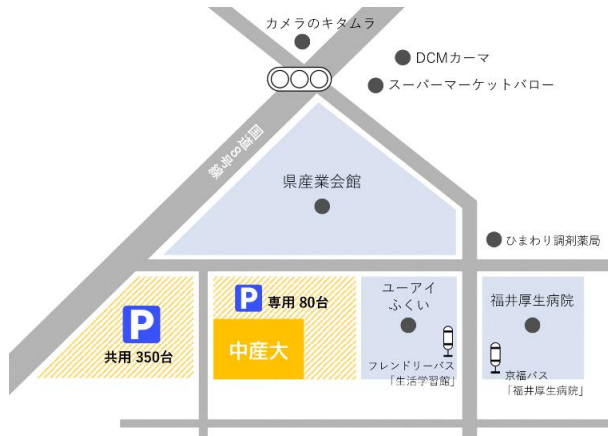 カメラのキタムラ
DCMカーマ
スーパーマーケットバロー
国道8号線
県産業会館
ひまわり調剤薬局
P
共用 350台
P 専用 80台
中産大
ユーアイ
ふくい
フレンドリーバス
「生活学習館」
福井厚生病院
京福バス
「福井厚生病院」